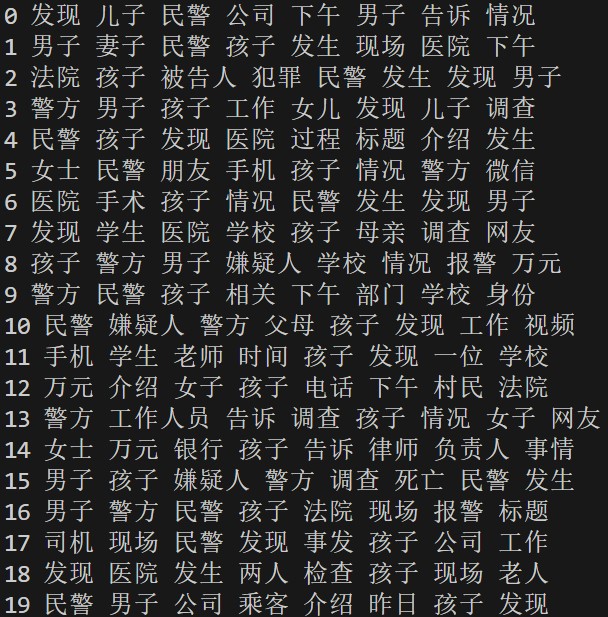 0 发现 儿子 民警 公司 下午 男子 告诉 情况
1 男子 妻子 民警 孩子 发生 现场 医院 下午
2 法院 孩子 被告人 犯罪 民警 发生 发现 男子
3 警方 男子 孩子 工作 女儿 发现 儿子 调查
4 民警 孩子 发现 医院 过程 标题 介绍 发生
5 女士 民警 朋友 手机 孩子 情况 警方 微信
6 医院 手术 孩子 情况 民警 发生 发现 男子
7 发现 学生 医院 学校 孩子 母亲 调查 网友
8 孩子 警方 男子 嫌疑人 学校 情况 报警 万元
9 警方 民警 孩子 相关 下午 部门 学校 身份
10 民警 嫌疑人 警方 父母 孩子 发现 工作 视频
11 手机 学生 老师 时间 孩子 发现 一位 学校
12 万元 介绍 女子 孩子 电话 下午 村民 法院
13 警方 工作人员 告诉 调查 孩子 情况 女子 网友
14 女士 万元 银行 孩子 告诉 律师 负责人 事情
15 男子 孩子 嫌疑人 警方 调查 死亡 民警 发生
16 男子 警方 民警 孩子 法院 现场 报警 标题
17 司机 现场 民警 发现 事发 孩子 公司 工作
18 发现 医院 发生 两人 检查 孩子 现场 老人
19 民警 男子 公司 乘客 介绍 昨日 孩子 发现